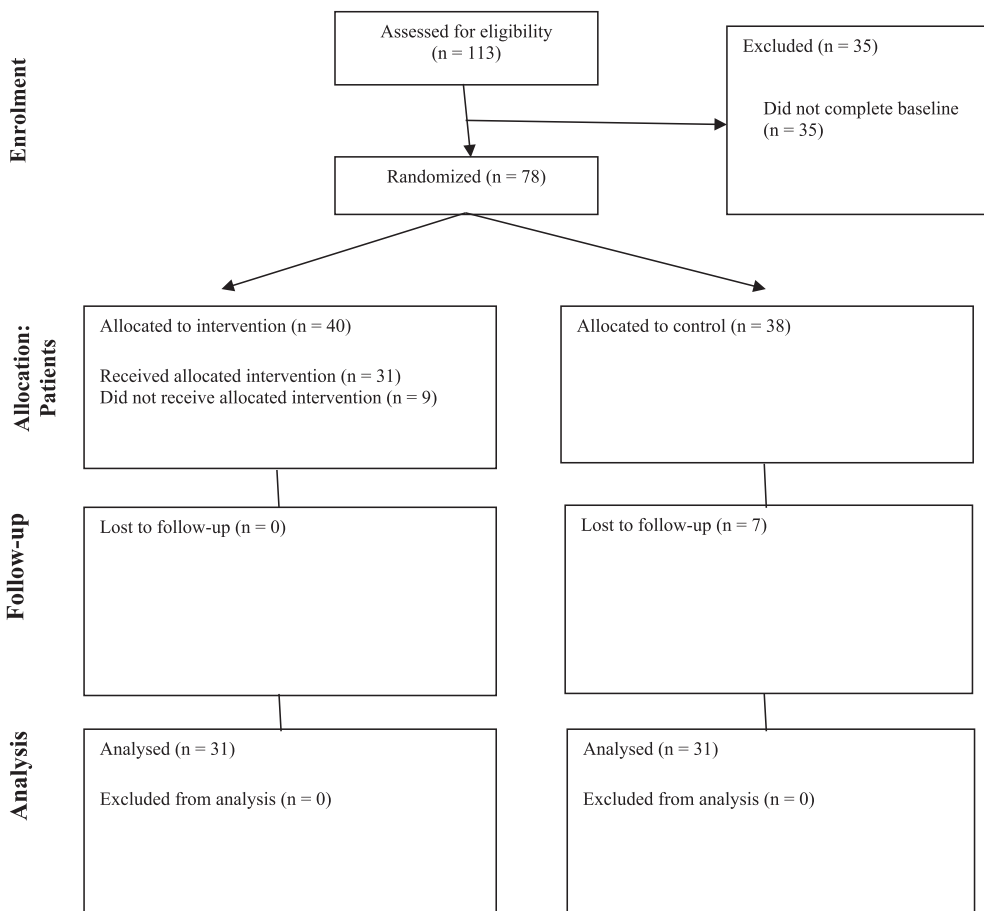 Enrolment
Assessed for eligibility
(n = 113)
Excluded (n = 35)
Did not complete baseline
(n = 35)
Randomized (n = 78)
Allocation:
Patients
Allocated to intervention (n = 40)
Received allocated intervention (n = 31)
Did not receive allocated intervention (n = 9)
Allocated to control (n = 38)
Follow-up
Lost to follow-up (n = 0)
Lost to follow-up (n = 7)
Analysis
Analysed (n = 31)
Excluded from analysis (n = 0)
Analysed (n = 31)
Excluded from analysis (n = 0)